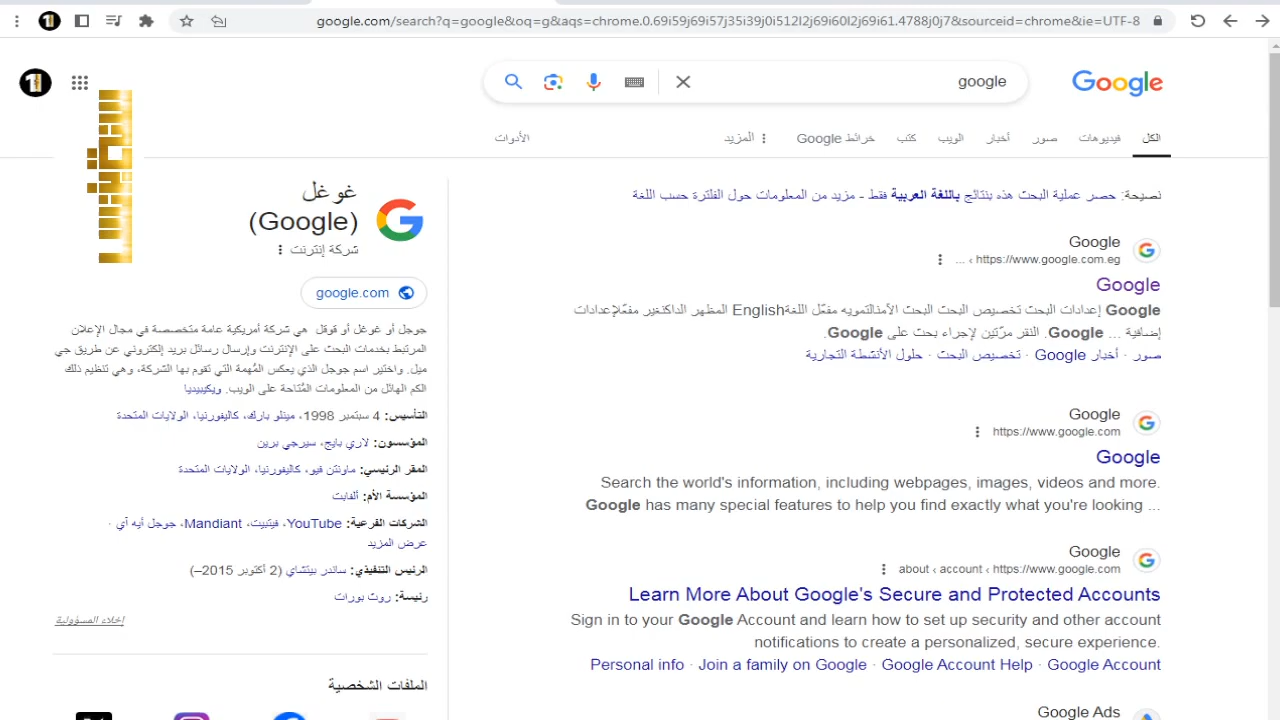 google.com/search?q=google&oq=g&aqs=chrome.0.69i59j69i57j35i39j0i512l2j69i60l2j69i61.4788j0j7&sourceid=chrome&ie=UTF-8
google
Google
الكل
فيديوهات
صور
أخبار
الويب
كتب
خرائط Google
المزيد
الأدوات
نصيحة: حصر عملية البحث هذه بنتائج باللغة العربية فقط - مزيد من المعلومات حول الفلترة حسب اللغة
Google
https://www.google.com.eg › ...
Google
Google إعدادات البحث تخصيص البحث البحث الآمنالتمويه مفعّل اللغةEnglish المظهر الداكنغير مفعّلإعدادات
إضافية ... Google. النقر مرّتين لإجراء بحث على Google.
صور · أخبار Google · تخصيص البحث · حلول الأنشطة التجارية
Google
https://www.google.com
Google
Search the world's information, including webpages, images, videos and more.
Google has many special features to help you find exactly what you're looking ...
Google
https://www.google.com › account › about
Learn More About Google's Secure and Protected Accounts
Sign in to your Google Account and learn how to set up security and other account
notifications to create a personalized, secure experience.
Personal info · Join a family on Google · Google Account Help · Google Account
Google Ads
غوغل
(Google)
شركة إنترنت
google.com
جوجل أو غوغل أو قوقل هي شركة أمريكية عامة متخصصة في مجال الإعلان
المرتبط بخدمات البحث على الإنترنت وإرسال رسائل بريد إلكتروني عن طريق جي
ميل. واختير اسم جوجل الذي يعكس المُهمة التي تقوم بها الشركة، وهي تنظيم ذلك
الكم الهائل من المعلومات المُتاحة على الويب. ويكيبيديا
التأسيس: 4 سبتمبر 1998، مينلو بارك، كاليفورنيا، الولايات المتحدة
المؤسسون: لاري بايج، سيرجي برين
المقر الرئيسي: ماونتن فيو، كاليفورنيا، الولايات المتحدة
المؤسسة الأم: ألفابت
الشركات الفرعية: YouTube، فيتبيت، Mandiant، جوجل أيه آي ·
عرض المزيد
الرئيس التنفيذي: ساندر بيتشاي (2 أكتوبر 2015–)
رئيسة: روث بورات
إخلاء المسؤولية
الملفات الشخصية